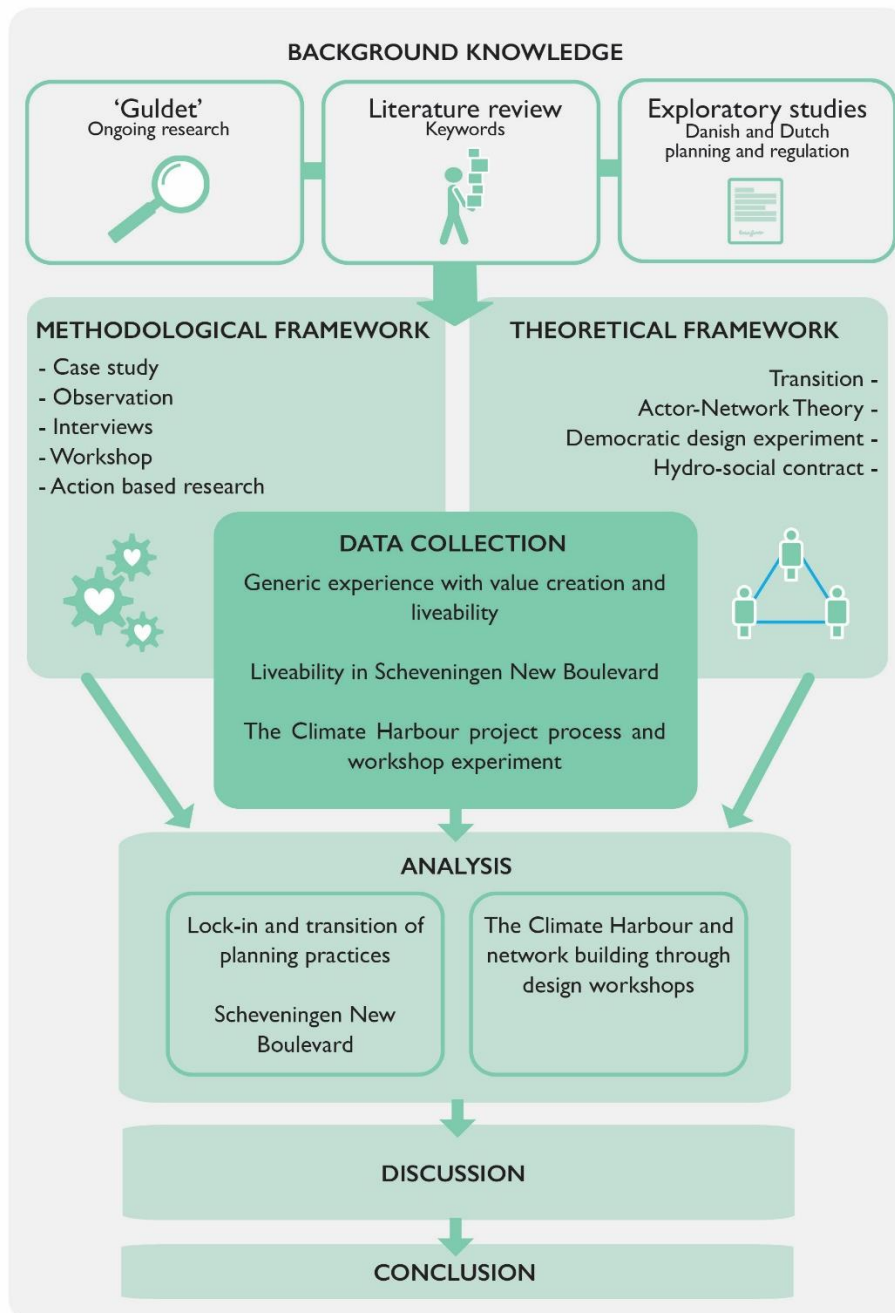 BACKGROUND KNOWLEDGE
‘Guldet’
Ongoing research
Literature review
Keywords
Exploratory studies
Danish and Dutch
planning and regulation
METHODOLOGICAL FRAMEWORK
- Case study
- Observation
- Interviews
- Workshop
- Action based research
THEORETICAL FRAMEWORK
Transition -
Actor-Network Theory -
Democratic design experiment -
Hydro-social contract -
DATA COLLECTION
Generic experience with value creation and
liveability
Liveability in Scheveningen New Boulevard
The Climate Harbour project process and
workshop experiment
ANALYSIS
Lock-in and transition of
planning practices
Scheveningen New
Boulevard
The Climate Harbour and
network building through
design workshops
DISCUSSION
CONCLUSION